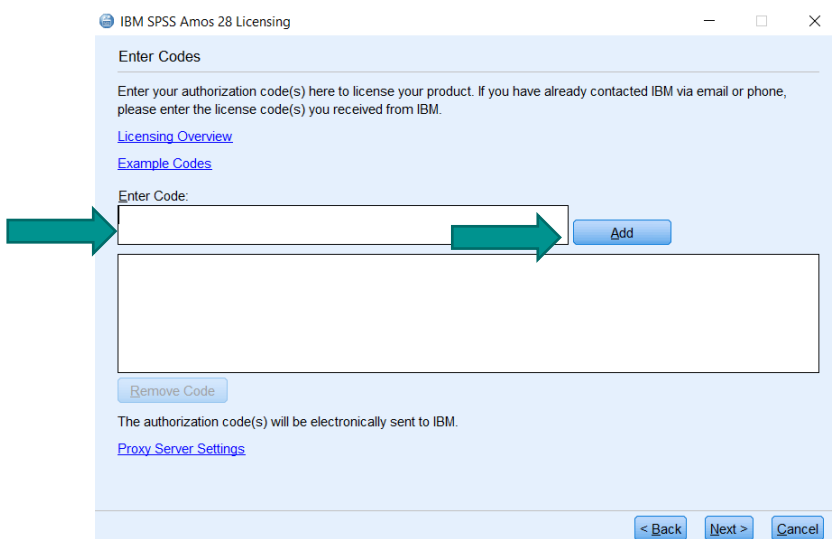 IBM SPSS Amos 28 Licensing
Enter Codes
Enter your authorization code(s) here to license your product. If you have already contacted IBM via email or phone,
please enter the license code(s) you received from IBM.
Licensing Overview
Example Codes
Enter Code:
Add
Remove Code
The authorization code(s) will be electronically sent to IBM.
Proxy Server Settings
< Back Next > Cancel